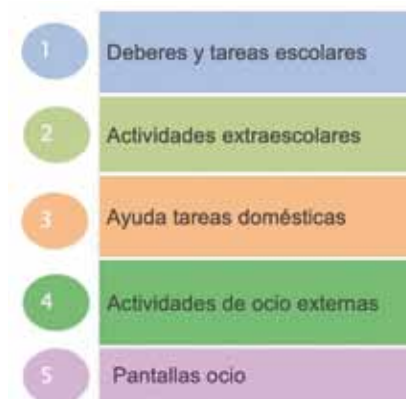 1 Deberes y tareas escolares
2 Actividades extraescolares
3 Ayuda tareas domésticas
4 Actividades de ocio externas
5 Pantallas ocio